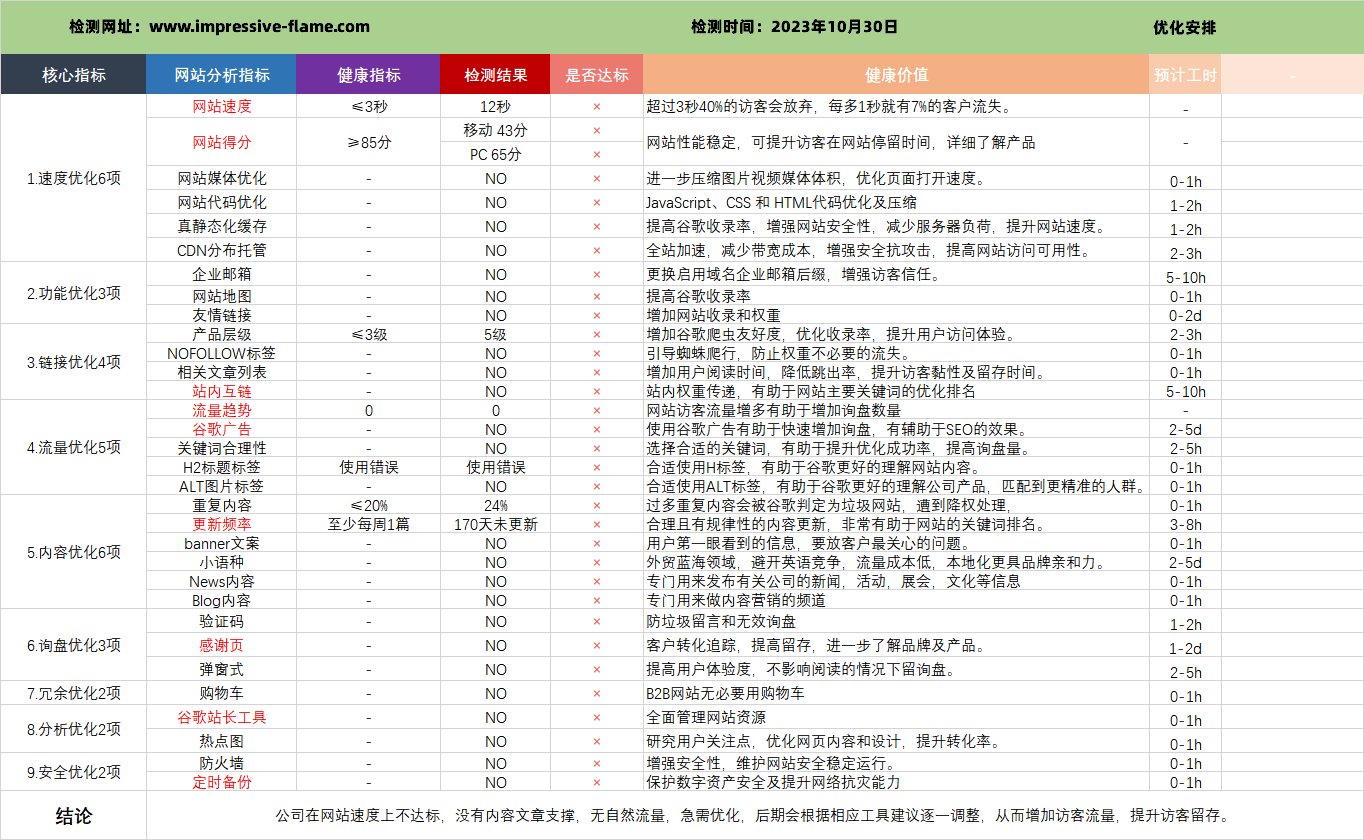 检测网址：www.impressive-flame.com 检测时间：2023年10月30日 优化安排
核心指标 网站分析指标 健康指标 检测结果 是否达标 健康价值 预计工时 -
1.速度优化6项
网站速度 ≤3秒 12秒 × 超过3秒40%的访客会放弃，每多1秒就有7%的客户流失。 -
网站得分 ≥85分 移动 43分 × 网站性能稳定，可提升访客在网站停留时间，详细了解产品 -
PC 65分 ×
网站媒体优化 - NO × 进一步压缩图片视频媒体体积，优化页面打开速度。 0-1h
网站代码优化 - NO × JavaScript、CSS 和 HTML代码优化及压缩 1-2h
真静态化缓存 - NO × 提高谷歌收录率，增强网站安全性，减少服务器负荷，提升网站速度。 1-2h
CDN分布托管 - NO × 全站加速，减少带宽成本，增强安全抗攻击，提高网站访问可用性。 2-3h
2.功能优化3项
企业邮箱 - NO × 更换启用域名企业邮箱后缀，增强访客信任。 5-10h
网站地图 - NO × 提高谷歌收录率 0-1h
友情链接 - NO × 增加网站收录和权重 0-2d
3.链接优化4项
产品层级 ≤3级 5级 × 增加谷歌爬虫友好度，优化收录率，提升用户访问体验。 2-3h
NOFOLLOW标签 - NO × 引导蜘蛛爬行，防止权重不必要的流失。 0-1h
相关文章列表 - NO × 增加用户阅读时间，降低跳出率，提升访客黏性及留存时间。 0-1h
站内互链 - NO × 站内权重传递，有助于网站主要关键词的优化排名 5-10h
4.流量优化5项
流量趋势 0 0 × 网站访客流量增多有助于增加询盘数量 -
谷歌广告 - NO × 使用谷歌广告有助于快速增加询盘，有辅助于SEO的效果。 2-5d
关键词合理性 - NO × 选择合适的关键词，有助于提升优化成功率，提高询盘量。 2-5h
H2标题标签 使用错误 使用错误 × 合适使用H标签，有助于谷歌更好的理解网站内容。 0-1h
ALT图片标签 - NO × 合适使用ALT标签，有助于谷歌更好的理解公司产品，匹配到更精准的人群。 0-1h
5.内容优化6项
重复内容 ≤20% 24% × 过多重复内容会被谷歌判定为垃圾网站，遭到降权处理， 0-1h
更新频率 至少每周1篇 170天未更新 × 合理且有规律性的内容更新，非常有助于网站的关键词排名。 3-8h
banner文案 - NO × 用户第一眼看到的信息，要放客户最关心的问题。 0-1h
小语种 - NO × 外贸蓝海领域，避开英语竞争，流量成本低，本地化更具品牌亲和力。 2-5d
News内容 - NO × 专门用来发布有关公司的新闻，活动，展会，文化等信息 0-1h
Blog内容 - NO × 专门用来做内容营销的频道 0-1h
6.询盘优化3项
验证码 - NO × 防垃圾留言和无效询盘 1-2h
感谢页 - NO × 客户转化追踪，提高留存，进一步了解品牌及产品。 1-2d
弹窗式 - NO × 提高用户体验度，不影响阅读的情况下留询盘。 2-5h
7.冗余优化2项
购物车 - NO × B2B网站无必要用购物车 0-1h
8.分析优化2项
谷歌站长工具 - NO × 全面管理网站资源 0-1h
热点图 - NO × 研究用户关注点，优化网页内容和设计，提升转化率。 0-1h
9.安全优化2项
防火墙 - NO × 增强安全性，维护网站安全稳定运行。 0-1h
定时备份 - NO × 保护数字资产安全及提升网络抗灾能力 0-1h
结论 公司在网站速度上不达标，没有内容文章支撑，无自然流量，急需优化，后期会根据相应工具建议逐一调整，从而增加访客流量，提升访客留存。